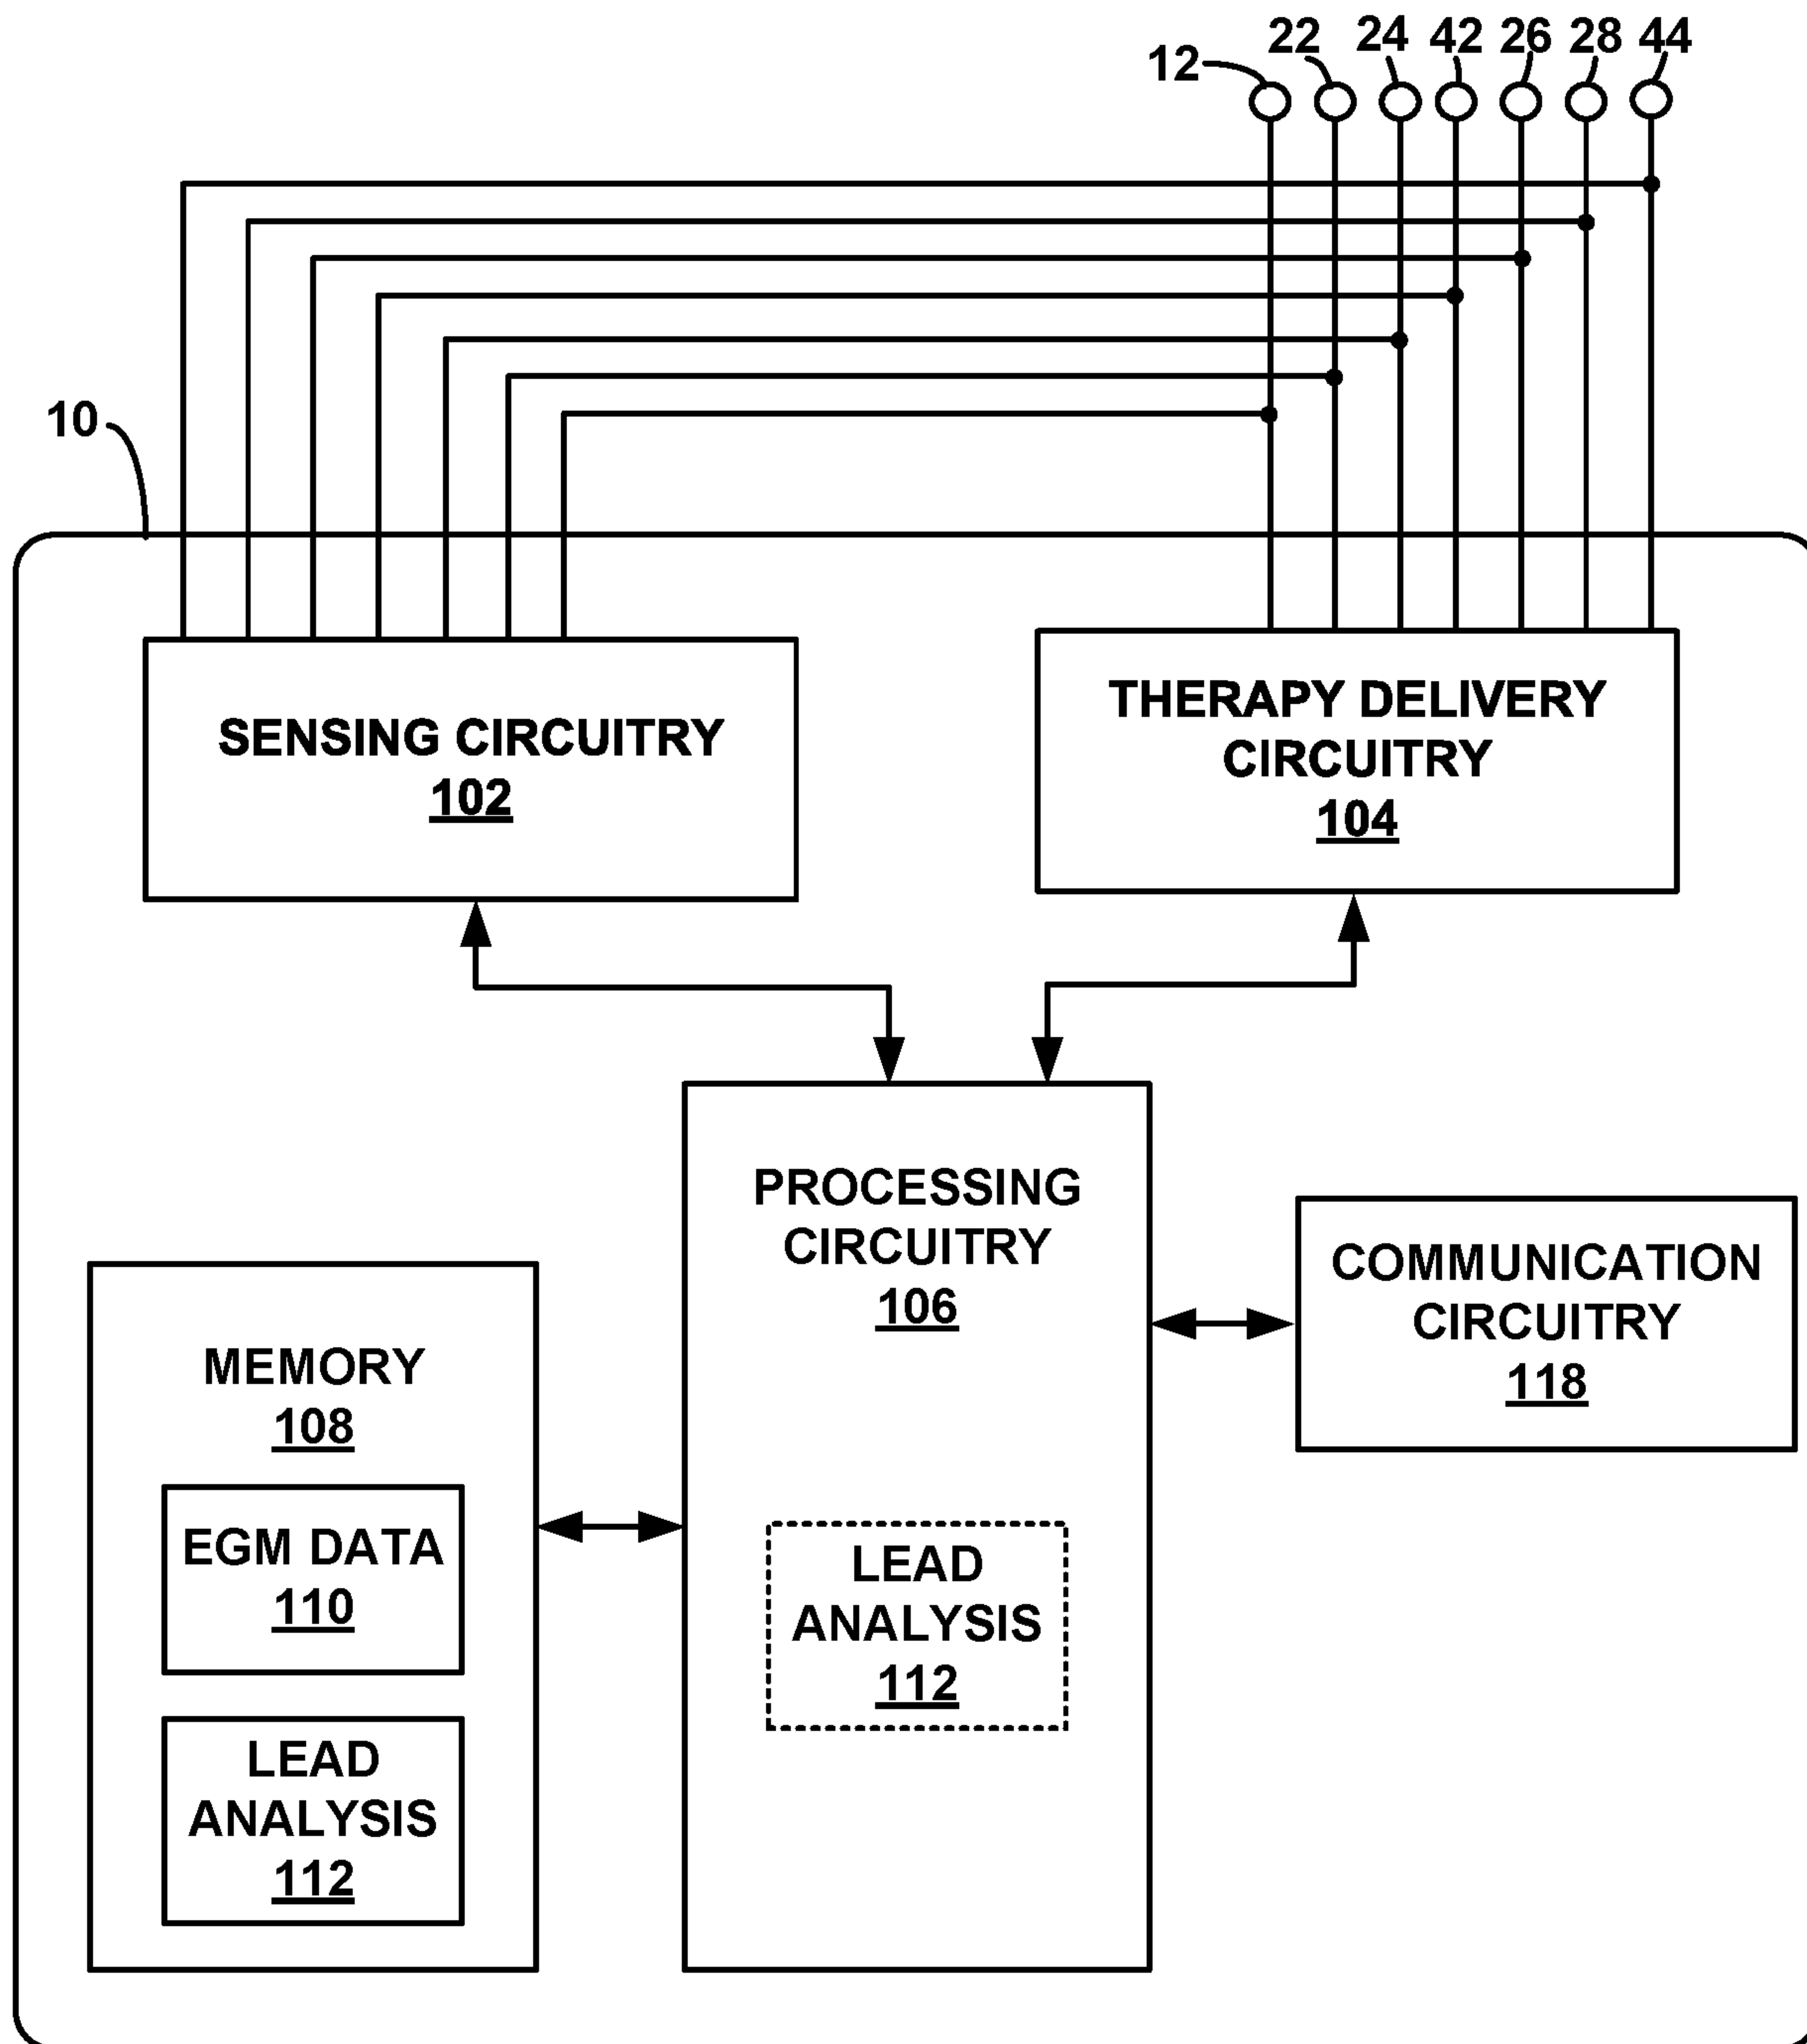 12 22 24 42 26 28 44
10
SENSING CIRCUITRY
102
THERAPY DELIVERY
CIRCUITRY
104
PROCESSING
CIRCUITRY
106
LEAD
ANALYSIS
112
COMMUNICATION
CIRCUITRY
118
MEMORY
108
EGM DATA
110
LEAD
ANALYSIS
112